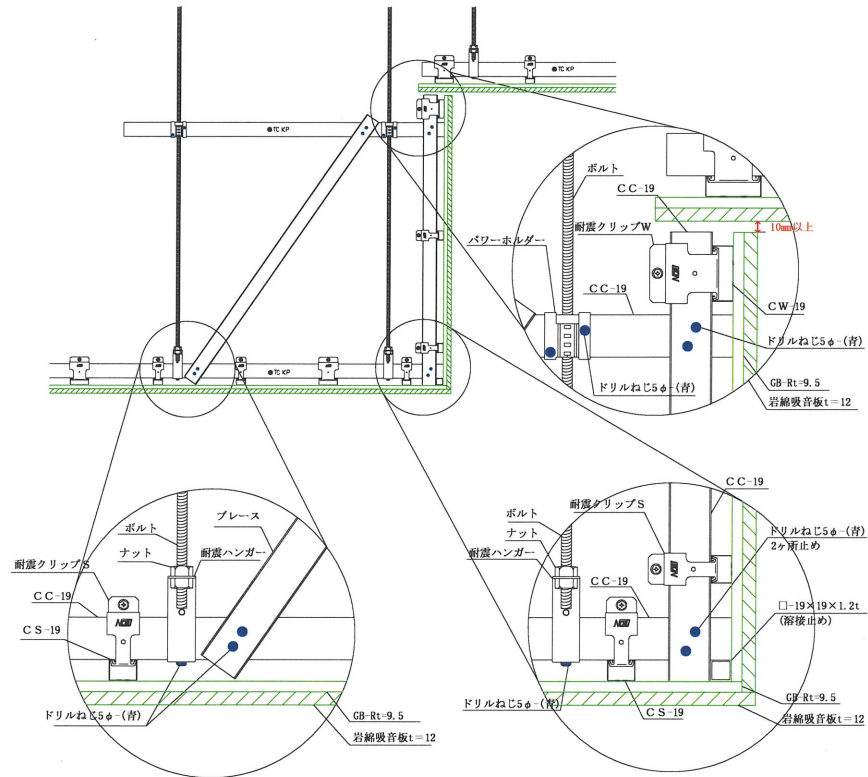 ●TC KP
●TC KP
●TC KP
ボルト
CC-19
10mm以上
耐震クリップW
パワーホルダー
CC-19
CW-19
ドリルねじ5φ-(青)
ドリルねじ5φ-(青)
GB-Rt=9.5
岩綿吸音板t=12
ボルト
ブレース
ナット
耐震ハンガー
耐震クリップS
CC-19
CS-19
ドリルねじ5φ-(青)
GB-Rt=9.5
岩綿吸音板t=12
CC-19
耐震クリップS
ボルト
ナット
ドリルねじ5φ-(青)
2ヶ所止め
耐震ハンガー
CC-19
□-19×19×1.2t
(溶接止め)
ドリルねじ5φ-(青)
CS-19
GB-Rt=9.5
岩綿吸音板t=12